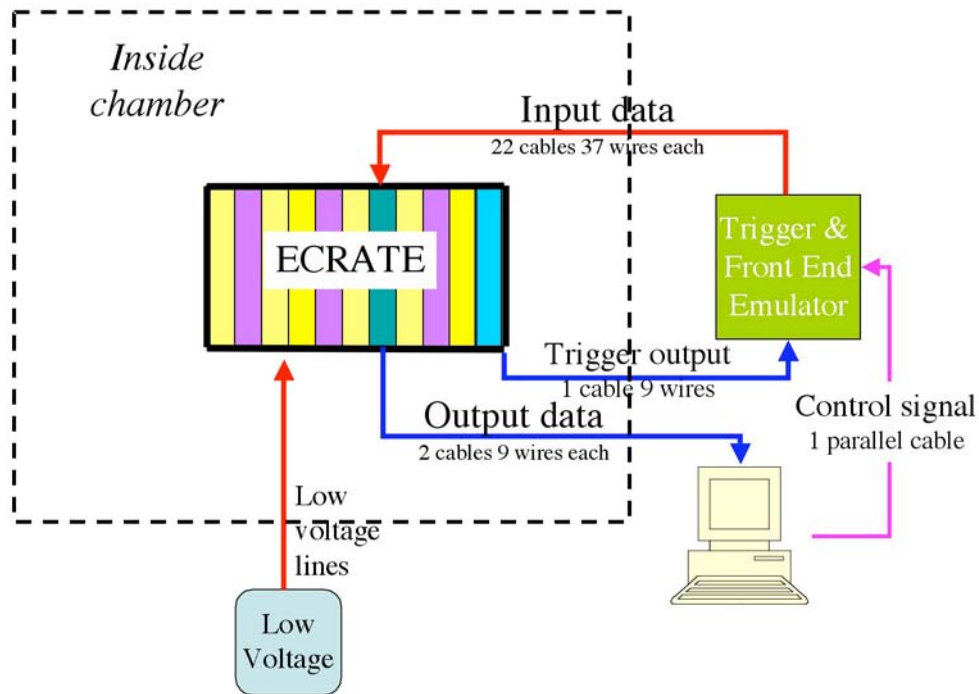 Inside
chamber
Input data
22 cables 37 wires each
ECRATE
Trigger &
Front End
Emulator
Trigger output
1 cable 9 wires
Output data
2 cables 9 wires each
Control signal
1 parallel cable
Low
voltage
lines
Low
Voltage